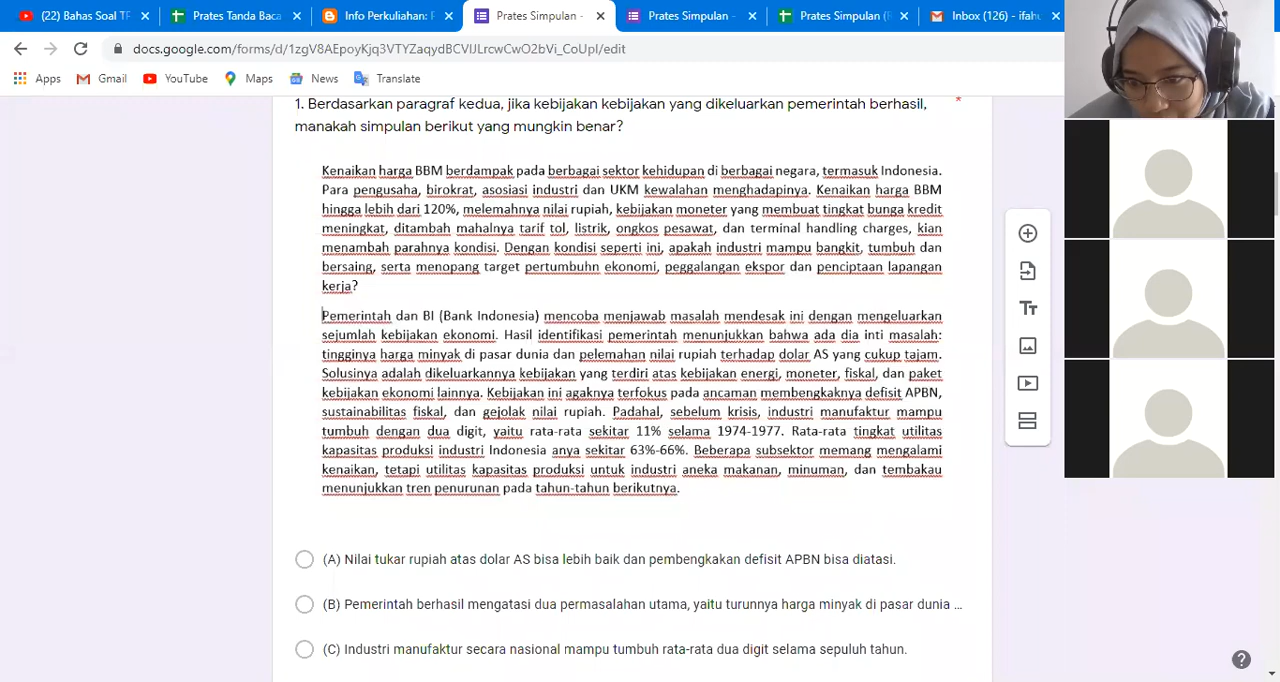 (22) Bahas Soal TF
Prates Tanda Baca
Info Perkuliahan: P
Prates Simpulan -
Prates Simpulan -
Prates Simpulan (R
Inbox (126) - ifahu
docs.google.com/forms/d/1zgV8AEpoyKjq3VTYZaqydBCVIJLrcwCwO2bVi_CoUpI/edit
Apps
Gmail
YouTube
Maps
News
Translate
1. Berdasarkan paragraf kedua, jika kebijakan kebijakan yang dikeluarkan pemerintah berhasil, *
manakah simpulan berikut yang mungkin benar?
Kenaikan harga BBM berdampak pada berbagai sektor kehidupan di berbagai negara, termasuk Indonesia.
Para pengusaha, birokrat, asosiasi industri dan UKM kewalahan menghadapinya. Kenaikan harga BBM
hingga lebih dari 120%, melemahnya nilai rupiah, kebijakan moneter yang membuat tingkat bunga kredit
meningkat, ditambah mahalnya tarif tol, listrik, ongkos pesawat, dan terminal handling charges, kian
menambah parahnya kondisi. Dengan kondisi seperti ini, apakah industri mampu bangkit, tumbuh dan
bersaing, serta menopang target pertumbuhn ekonomi, peggalangan ekspor dan penciptaan lapangan
kerja?
Pemerintah dan BI (Bank Indonesia) mencoba menjawab masalah mendesak ini dengan mengeluarkan
sejumlah kebijakan ekonomi. Hasil identifikasi pemerintah menunjukkan bahwa ada dia inti masalah:
tingginya harga minyak di pasar dunia dan pelemahan nilai rupiah terhadap dolar AS yang cukup tajam.
Solusinya adalah dikeluarkannya kebijakan yang terdiri atas kebijakan energi, moneter, fiskal, dan paket
kebijakan ekonomi lainnya. Kebijakan ini agaknya terfokus pada ancaman membengkaknya defisit APBN,
sustainabilitas fiskal, dan gejolak nilai rupiah. Padahal, sebelum krisis, industri manufaktur mampu
tumbuh dengan dua digit, yaitu rata-rata sekitar 11% selama 1974-1977. Rata-rata tingkat utilitas
kapasitas produksi industri Indonesia anya sekitar 63%-66%. Beberapa subsektor memang mengalami
kenaikan, tetapi utilitas kapasitas produksi untuk industri aneka makanan, minuman, dan tembakau
menunjukkan tren penurunan pada tahun-tahun berikutnya.
(A) Nilai tukar rupiah atas dolar AS bisa lebih baik dan pembengkakan defisit APBN bisa diatasi.
(B) Pemerintah berhasil mengatasi dua permasalahan utama, yaitu turunnya harga minyak di pasar dunia ...
(C) Industri manufaktur secara nasional mampu tumbuh rata-rata dua digit selama sepuluh tahun.